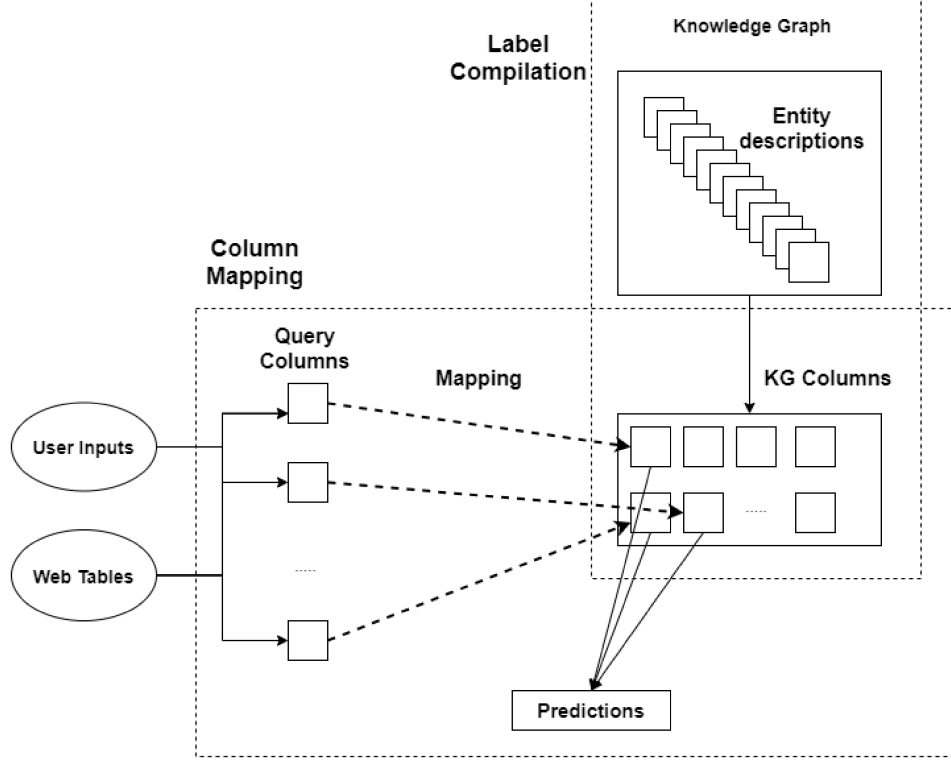 Knowledge Graph
Label
Compilation
Entity
descriptions
Column
Mapping
Query
Columns
Mapping
KG Columns
User Inputs
.....
Web Tables
.....
Predictions